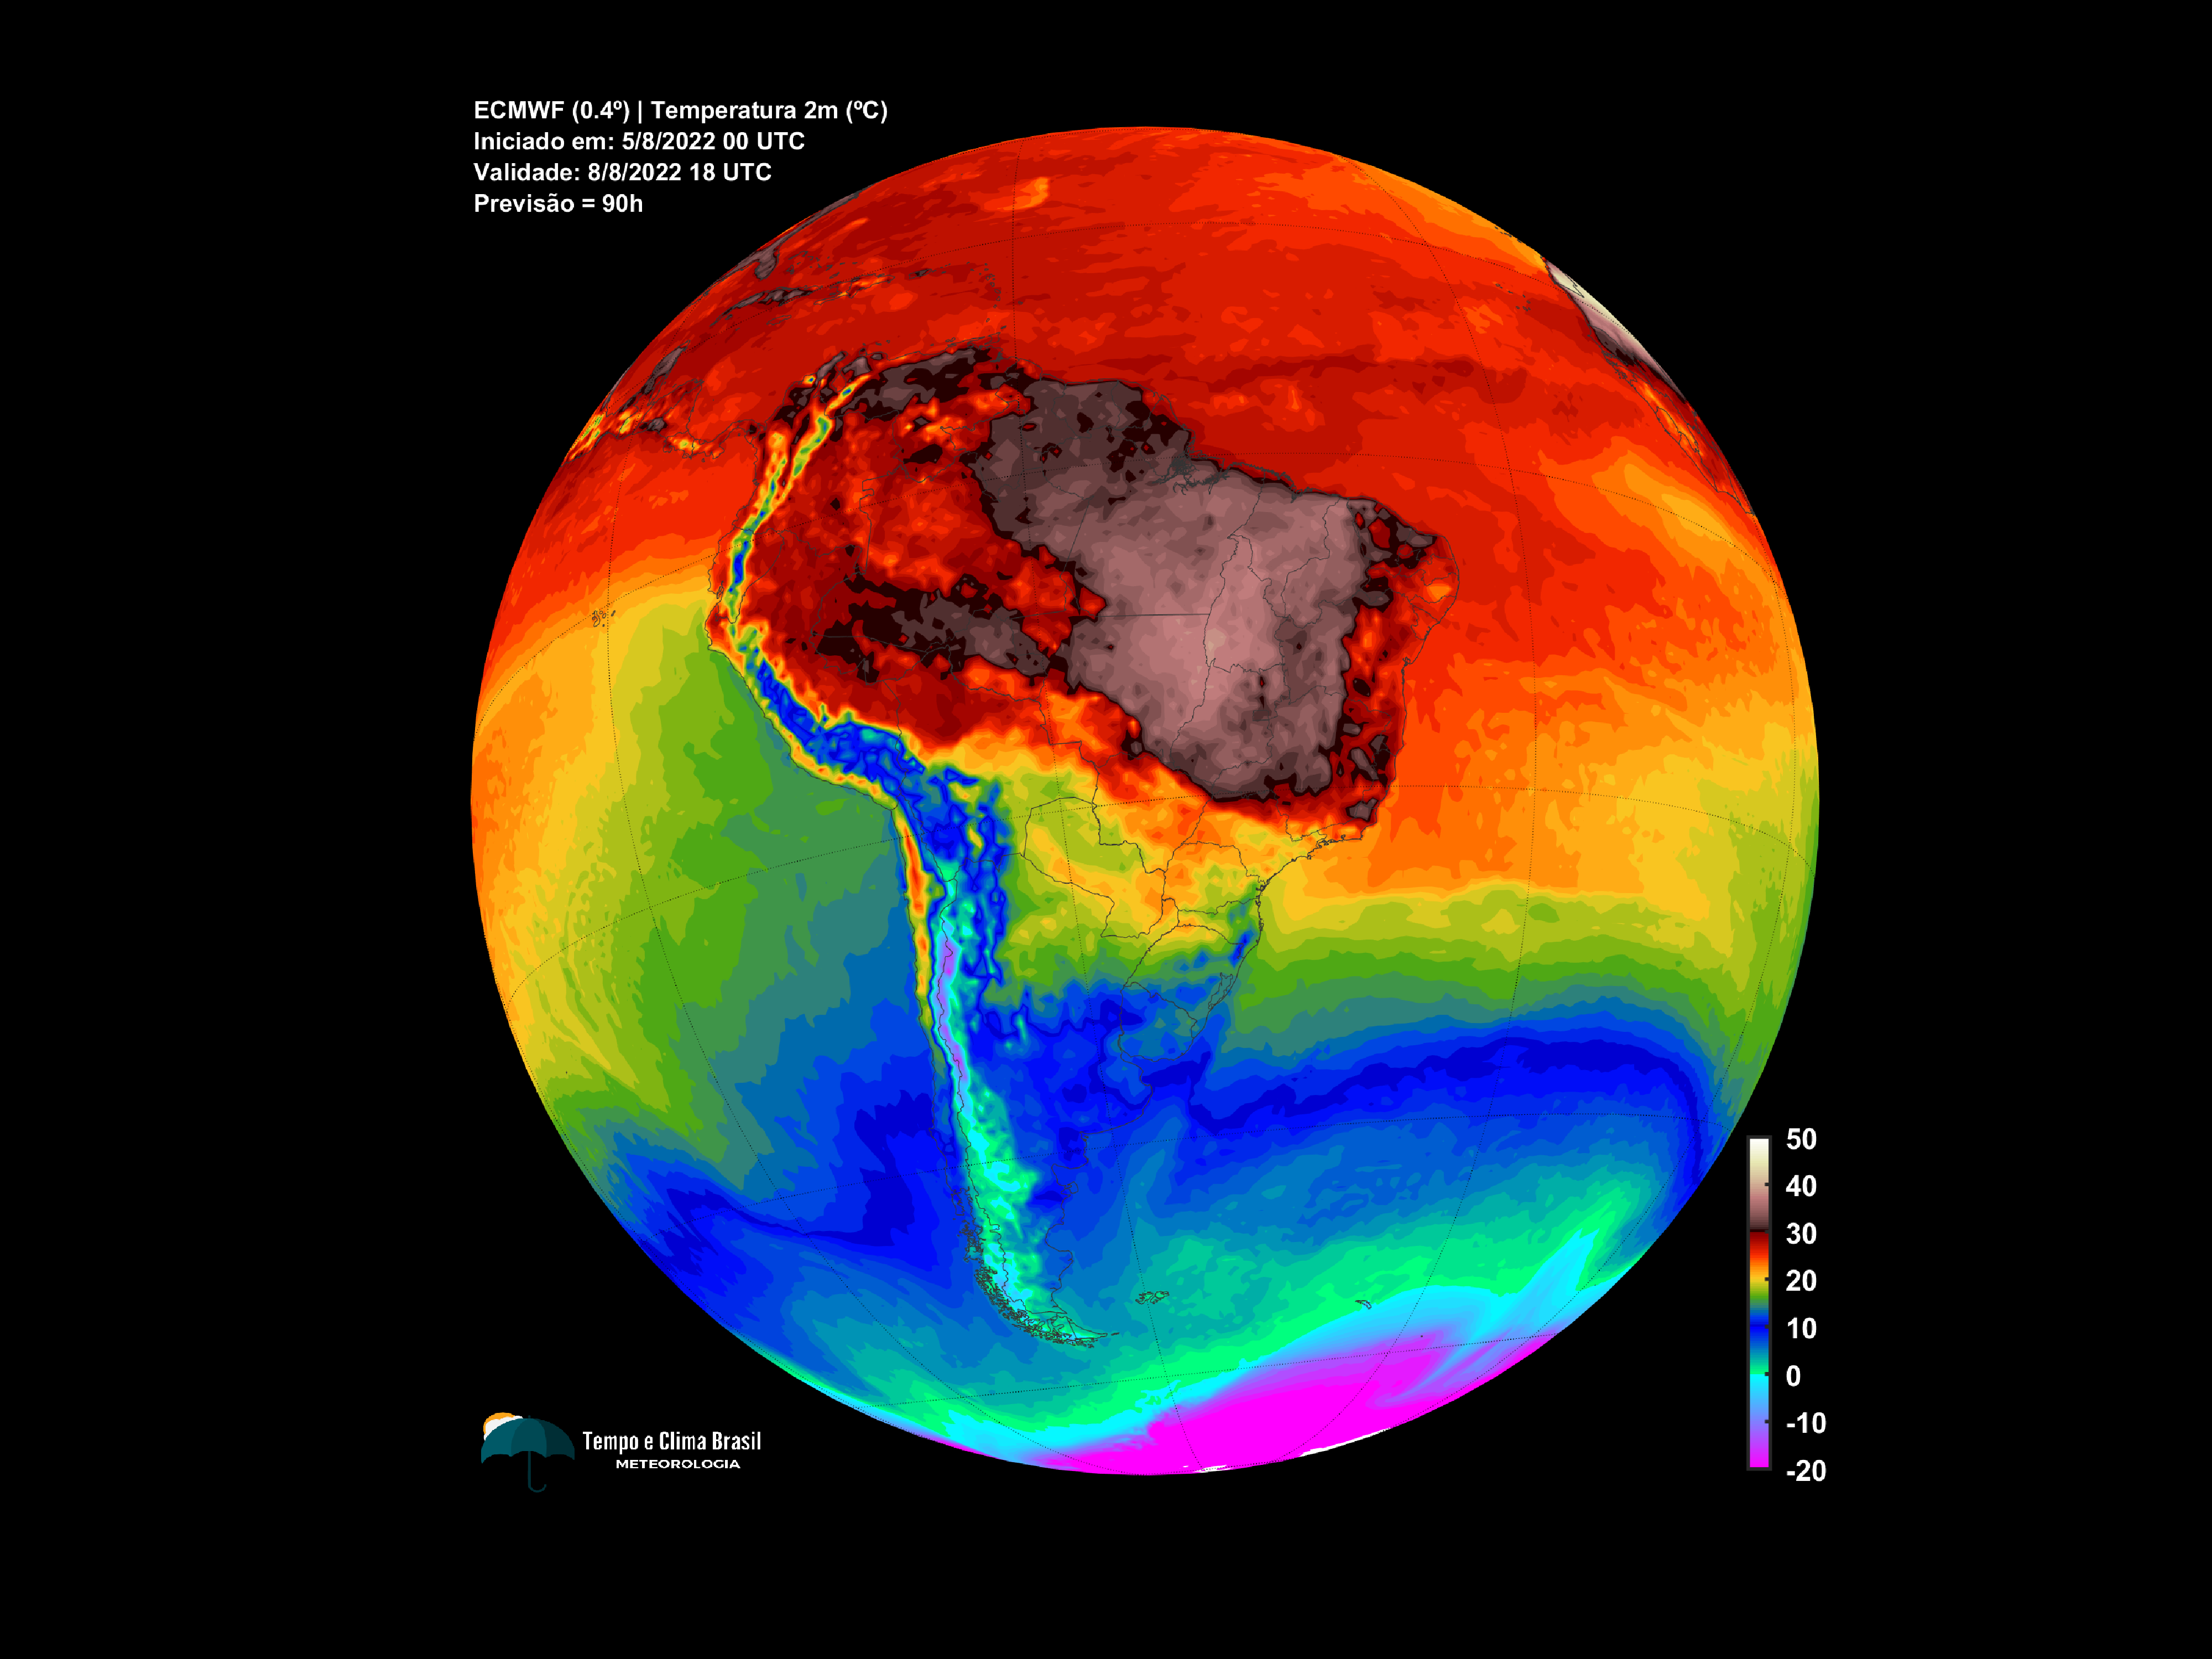 ECMWF (0.4º) | Temperatura 2m (ºC)
Iniciado em: 5/8/2022 00 UTC
Validade: 8/8/2022 18 UTC
Previsão = 90h
50
40
30
20
10
0
-10
-20
Tempo e Clima Brasil
METEOROLOGIA